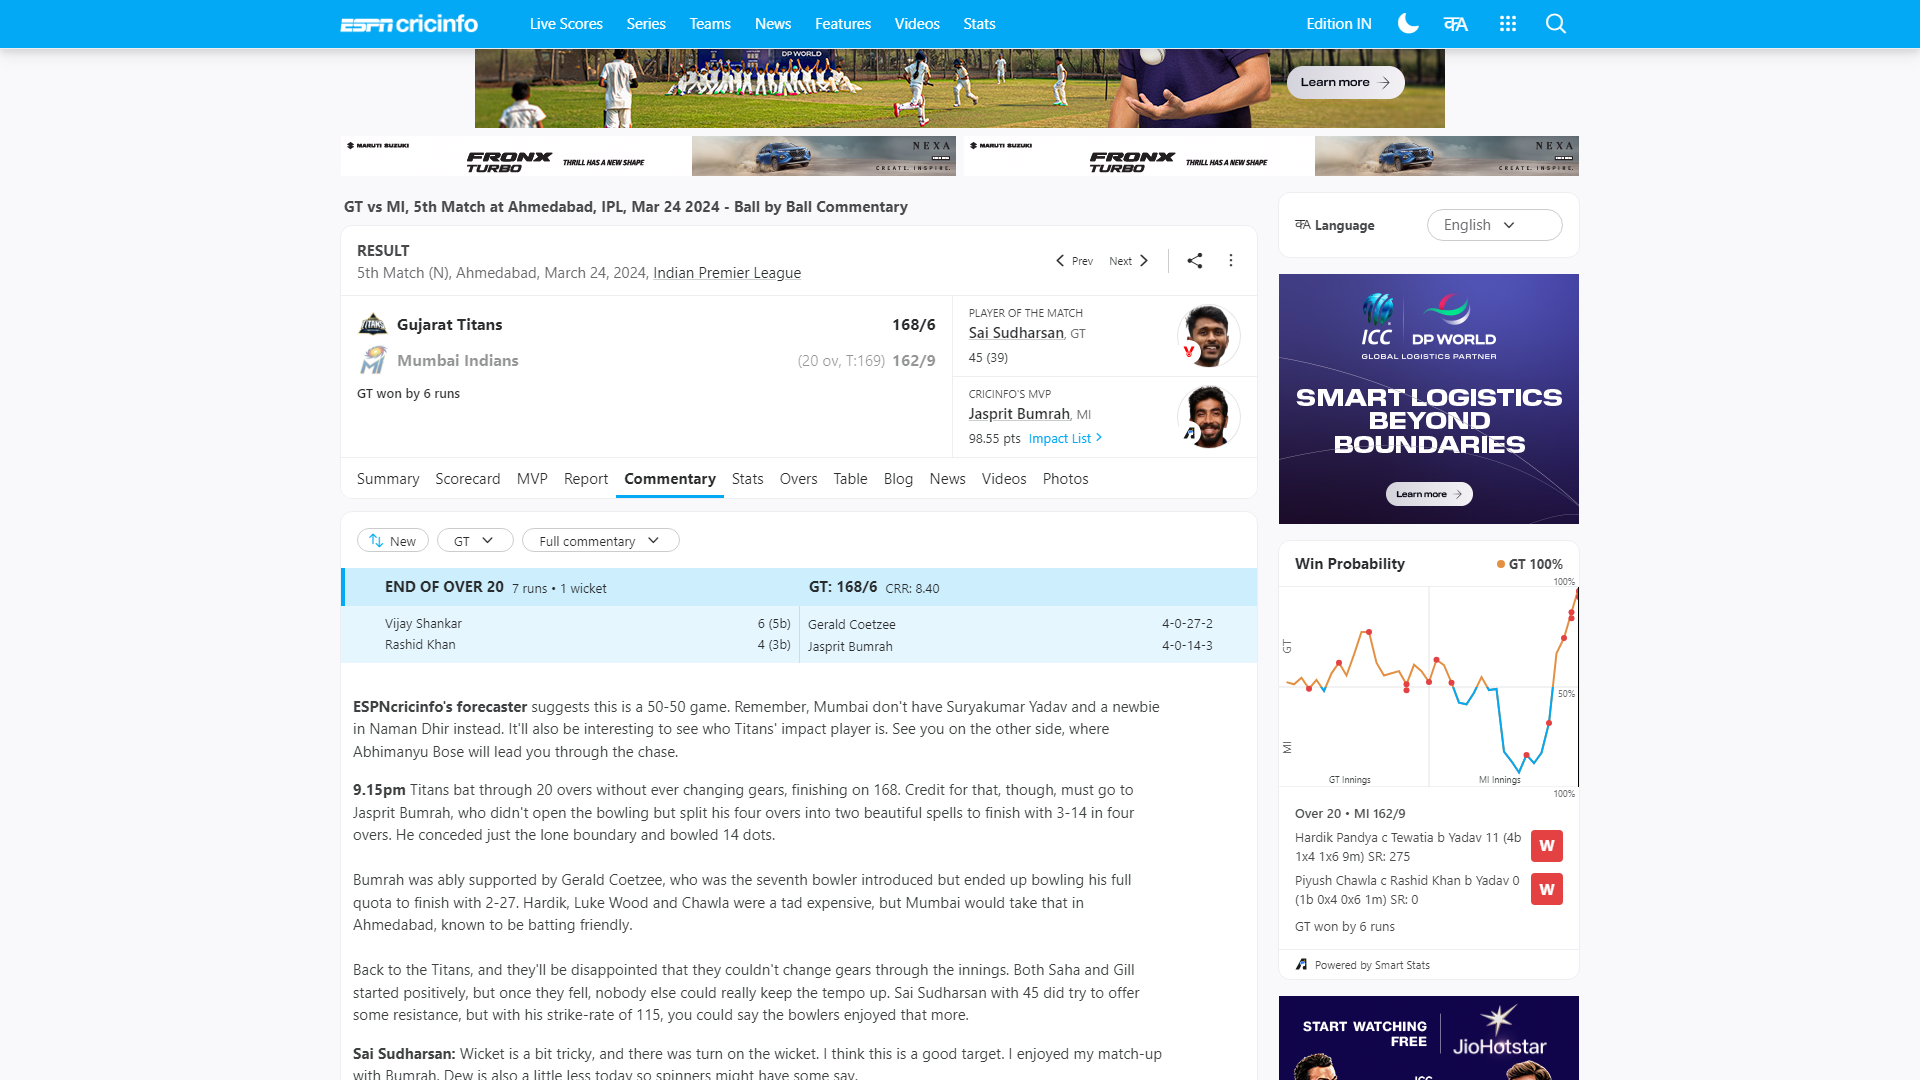 ESPN cricinfo
Live Scores Series Teams News Features Videos Stats
Edition IN
DP WORLD
Learn more
MARUTI SUZUKI
FRONX TURBO
THRILL HAS A NEW SHAPE
NEXA
CREATE. INSPIRE.
MARUTI SUZUKI
FRONX TURBO
THRILL HAS A NEW SHAPE
NEXA
CREATE. INSPIRE.
GT vs MI, 5th Match at Ahmedabad, IPL, Mar 24 2024 - Ball by Ball Commentary
RESULT
5th Match (N), Ahmedabad, March 24, 2024, Indian Premier League
Prev Next
Gujarat Titans 168/6
Mumbai Indians (20 ov, T:169) 162/9
GT won by 6 runs
PLAYER OF THE MATCH
Sai Sudharsan, GT
45 (39)
CRICINFO'S MVP
Jasprit Bumrah, MI
98.55 pts Impact List
Summary Scorecard MVP Report Commentary Stats Overs Table Blog News Videos Photos
New GT Full commentary
END OF OVER 20 7 runs • 1 wicket GT: 168/6 CRR: 8.40
Vijay Shankar 6 (5b) Gerald Coetzee 4-0-27-2
Rashid Khan 4 (3b) Jasprit Bumrah 4-0-14-3
ESPNcricinfo's forecaster suggests this is a 50-50 game. Remember, Mumbai don't have Suryakumar Yadav and a newbie
in Naman Dhir instead. It'll also be interesting to see who Titans' impact player is. See you on the other side, where
Abhimanyu Bose will lead you through the chase.
9.15pm Titans bat through 20 overs without ever changing gears, finishing on 168. Credit for that, though, must go to
Jasprit Bumrah, who didn't open the bowling but split his four overs into two beautiful spells to finish with 3-14 in four
overs. He conceded just the lone boundary and bowled 14 dots.
Bumrah was ably supported by Gerald Coetzee, who was the seventh bowler introduced but ended up bowling his full
quota to finish with 2-27. Hardik, Luke Wood and Chawla were a tad expensive, but Mumbai would take that in
Ahmedabad, known to be batting friendly.
Back to the Titans, and they'll be disappointed that they couldn't change gears through the innings. Both Saha and Gill
started positively, but once they fell, nobody else could really keep the tempo up. Sai Sudharsan with 45 did try to offer
some resistance, but with his strike-rate of 115, you could say the bowlers enjoyed that more.
Sai Sudharsan: Wicket is a bit tricky, and there was turn on the wicket. I think this is a good target. I enjoyed my match-up
with Bumrah. Dew is also a little less today so spinners might have some say.
Language English
ICC DP WORLD
GLOBAL LOGISTICS PARTNER
SMART LOGISTICS
BEYOND
BOUNDARIES
Learn more
Win Probability GT 100%
100%
GT
50%
MI
GT Innings MI Innings
100%
Over 20 • MI 162/9
Hardik Pandya c Tewatia b Yadav 11 (4b
1x4 1x6 9m) SR: 275
W
Piyush Chawla c Rashid Khan b Yadav 0
(1b 0x4 0x6 1m) SR: 0
W
GT won by 6 runs
Powered by Smart Stats
START WATCHING
FREE
JioHotstar